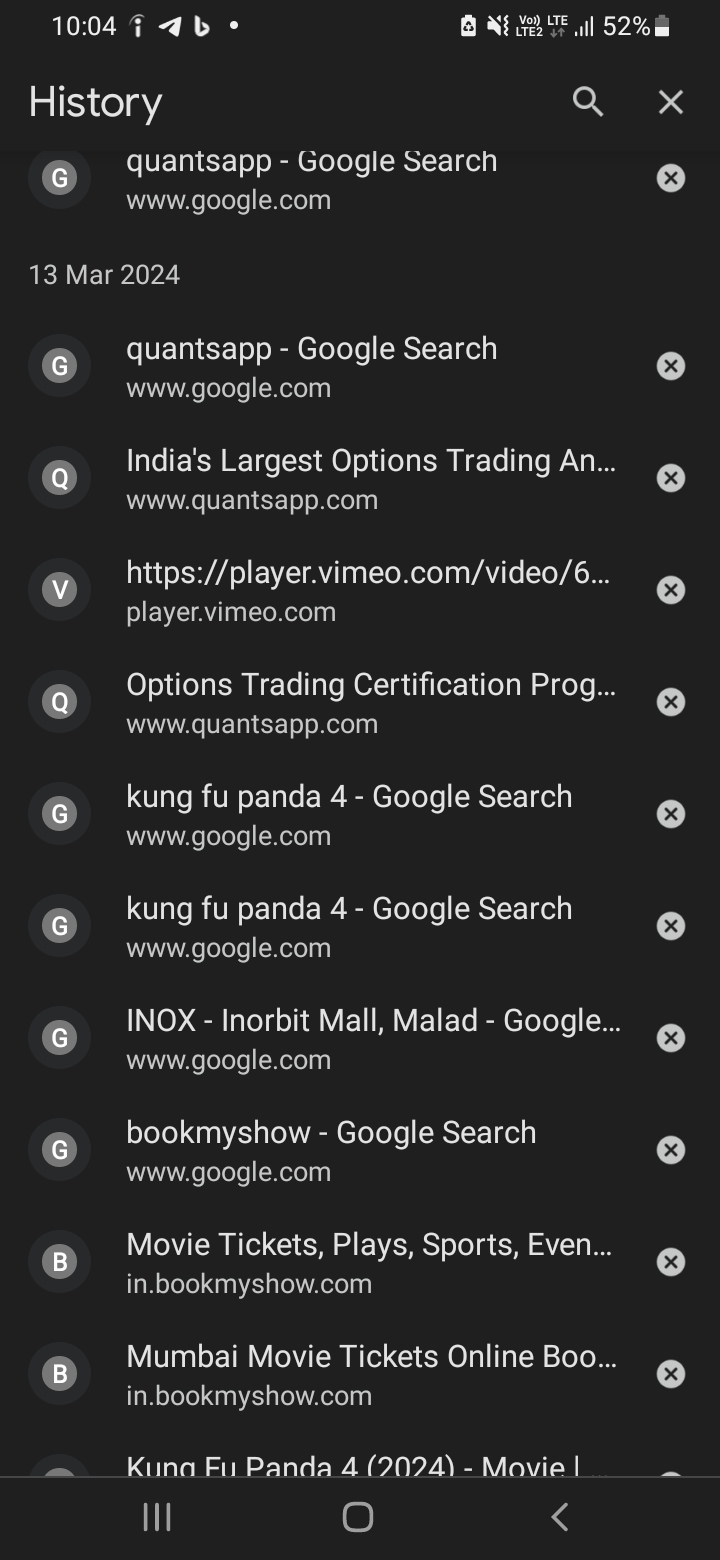 10:04 Vo)) LTE LTE2 52%
History
quantsapp - Google Search
G
www.google.com
13 Mar 2024
quantsapp - Google Search
G
www.google.com
India's Largest Options Trading An...
Q
www.quantsapp.com
https://player.vimeo.com/video/6...
V
player.vimeo.com
Options Trading Certification Prog...
Q
www.quantsapp.com
kung fu panda 4 - Google Search
G
www.google.com
kung fu panda 4 - Google Search
G
www.google.com
INOX - Inorbit Mall, Malad - Google...
G
www.google.com
bookmyshow - Google Search
G
www.google.com
Movie Tickets, Plays, Sports, Even...
B
in.bookmyshow.com
Mumbai Movie Tickets Online Boo...
B
in.bookmyshow.com
Kung Fu Panda 4 (2024) - Movie | ...